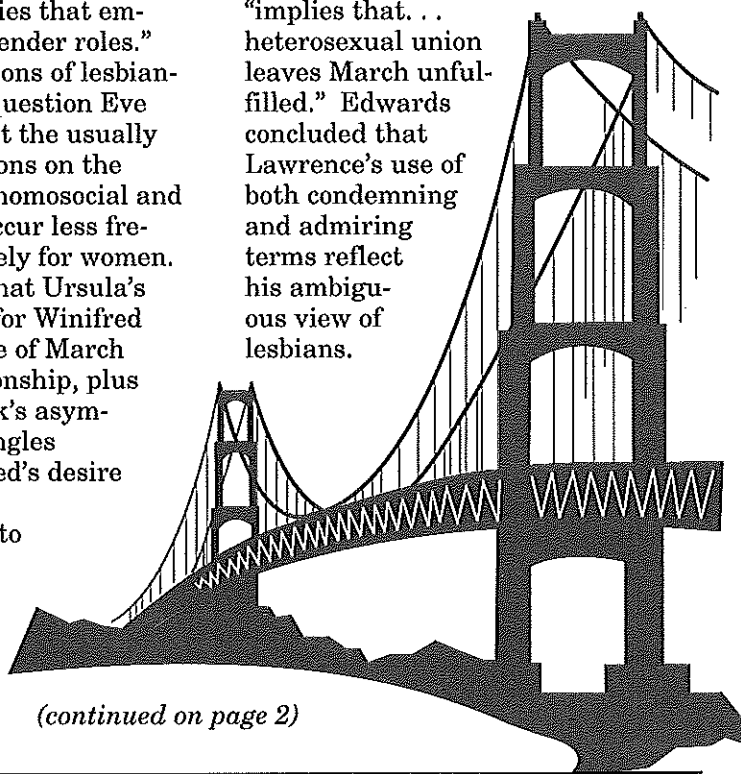 ies that em-
ender roles."
ons of lesbian-
uestion Eve
t the usually
ons on the
homosocial and
ccur less fre-
ely for women.
hat Ursula's
for Winifred
e of March
onship, plus
k's asym-
ngles
ed's desire
to
"implies that. . .
heterosexual union
leaves March unful-
filled." Edwards
concluded that
Lawrence's use of
both condemning
and admiring
terms reflect
his ambigu-
ous view of
lesbians.
(continued on page 2)